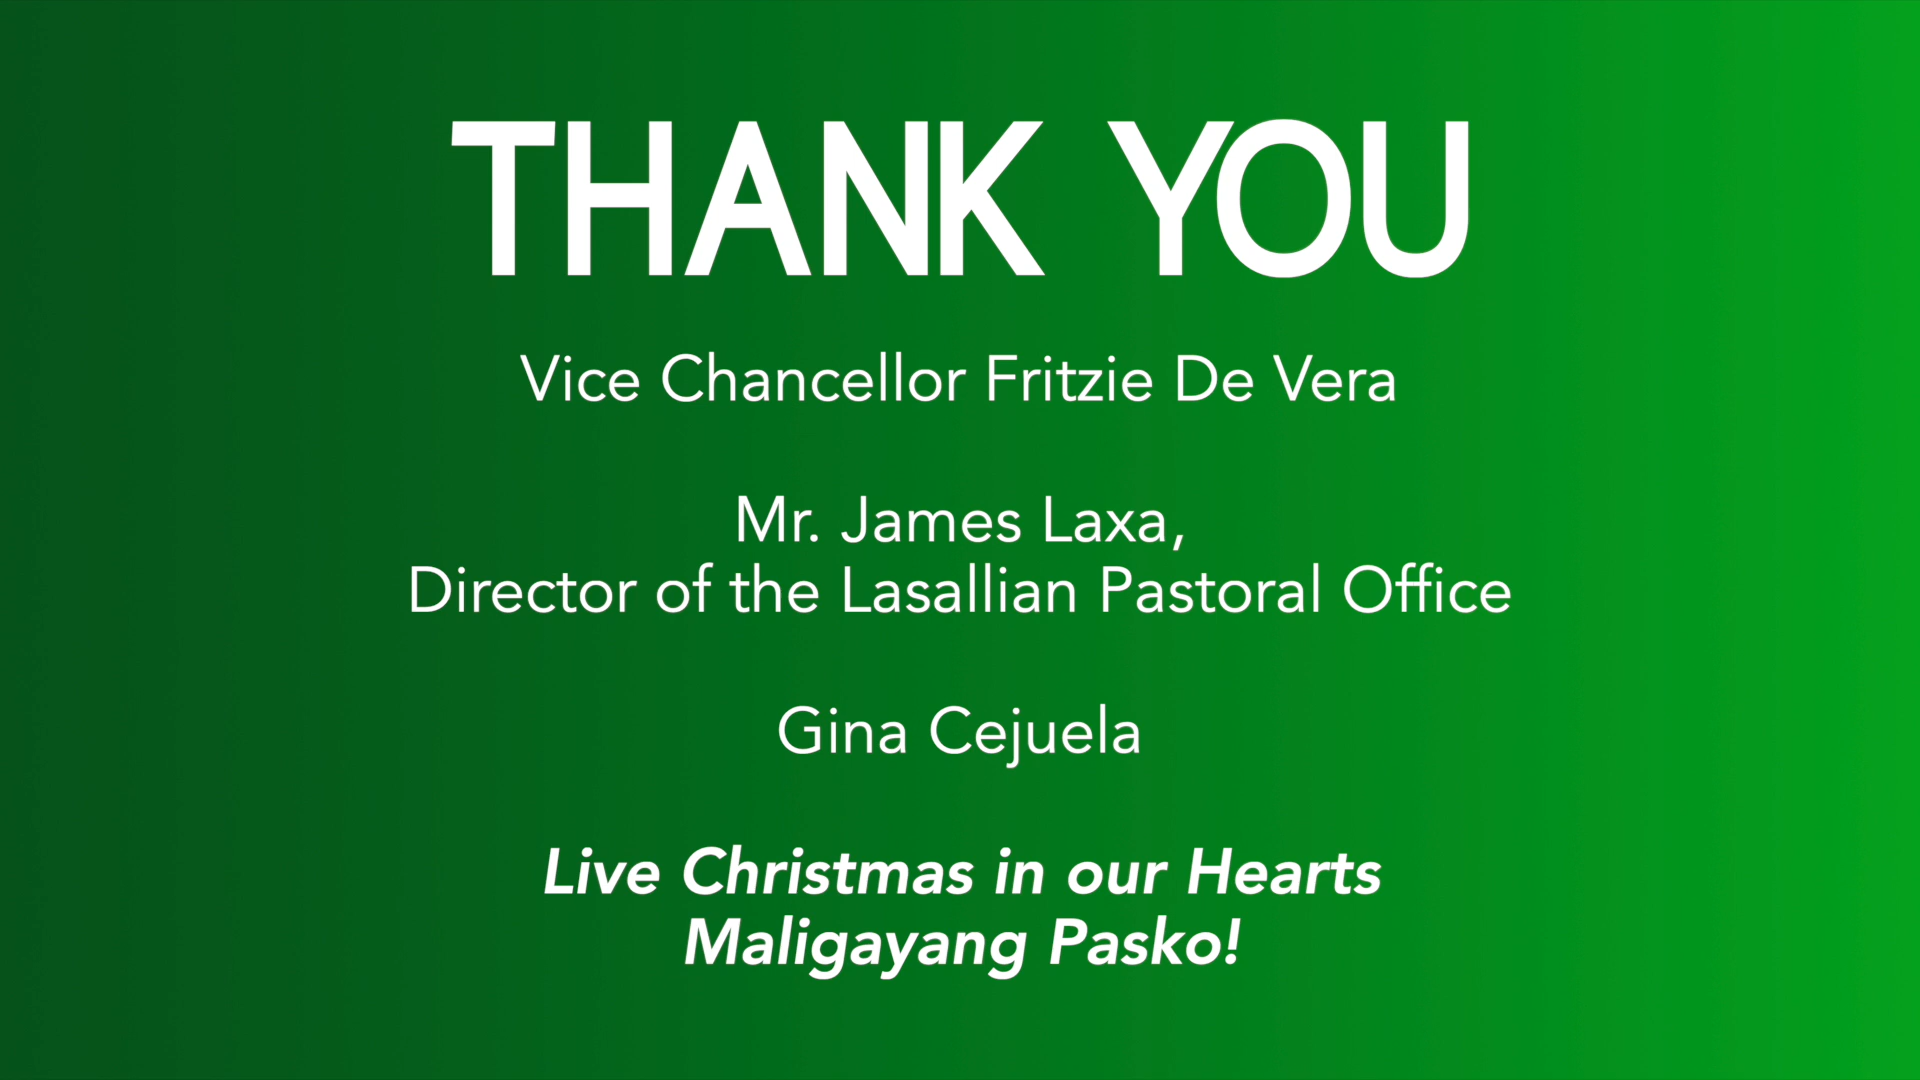 THANK YOU
Vice Chancellor Fritzie De Vera
Mr. James Laxa,
Director of the Lasallian Pastoral Office
Gina Cejuela
Live Christmas in our Hearts
Maligayang Pasko!